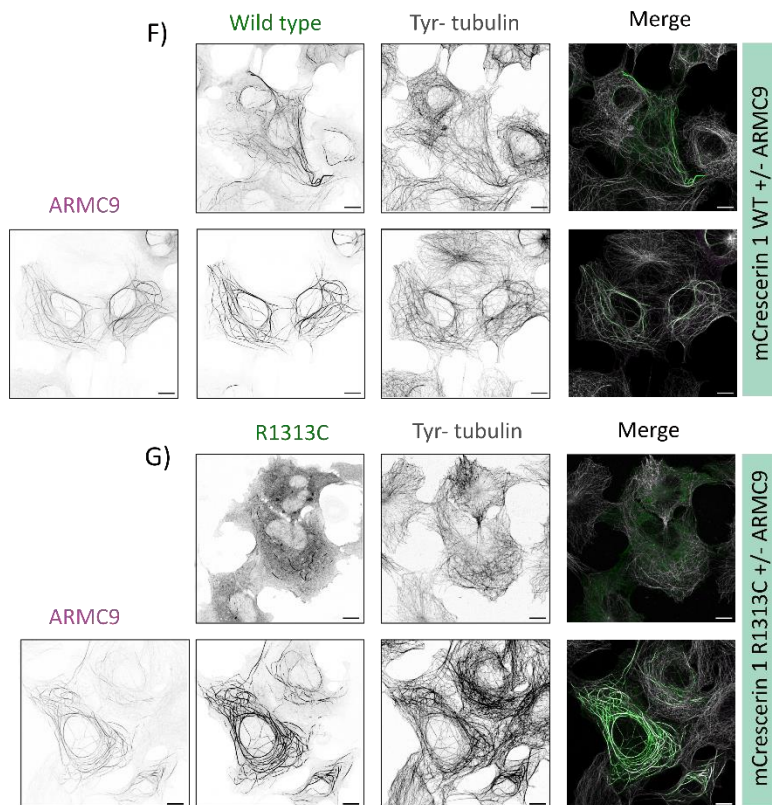 F)
Wild type
Tyr- tubulin
Merge
ARMC9
mCrescerin 1 WT +/- ARMC9
G)
R1313C
Tyr- tubulin
Merge
ARMC9
mCrescerin 1 R1313C +/- ARMC9